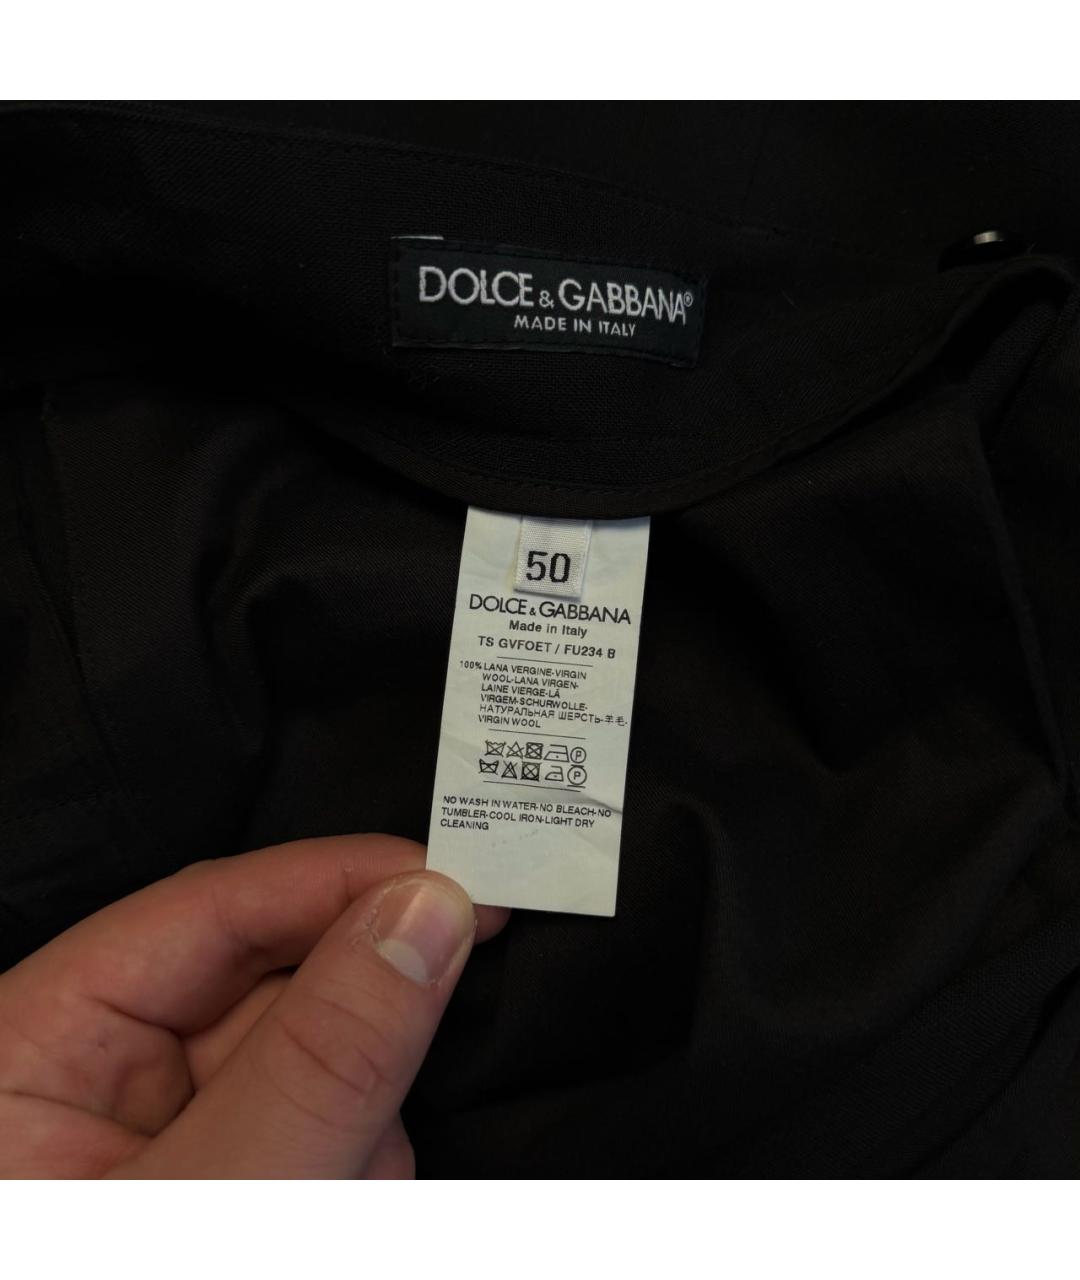 DOLCE & GABBANA®
MADE IN ITALY
50
DOLCE & GABBANA
Made in Italy
TS GVFOET / FU234 B
100% LANA VERGINE-VIRGIN
WOOL-LANA VIRGEN-
LAINE VIERGE-LÃ
VIRGEM-SCHURWOLLE-
НАТУРАЛЬНАЯ ШЕРСТЬ-羊毛-
VIRGIN WOOL
P
P
NO WASH IN WATER-NO BLEACH-NO
TUMBLER-COOL IRON-LIGHT DRY
CLEANING